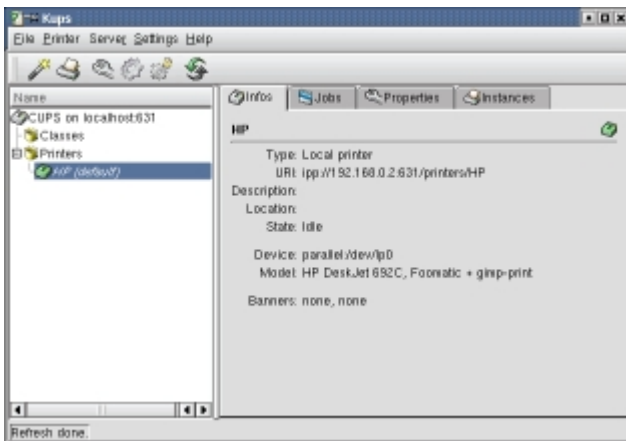 Kups
File Printer Server Settings Help
Name
CUPS on localhost:631
Classes
Printers
HP (default)
Infos Jobs Properties Instances
HP
Type: Local printer
URI: ipp://192.168.0.2:631/printers/HP
Description:
Location:
State: Idle
Device: parallel:/dev/lp0
Model: HP DeskJet 692C, Foomatic + gimp-print
Banners: none, none
Refresh done.